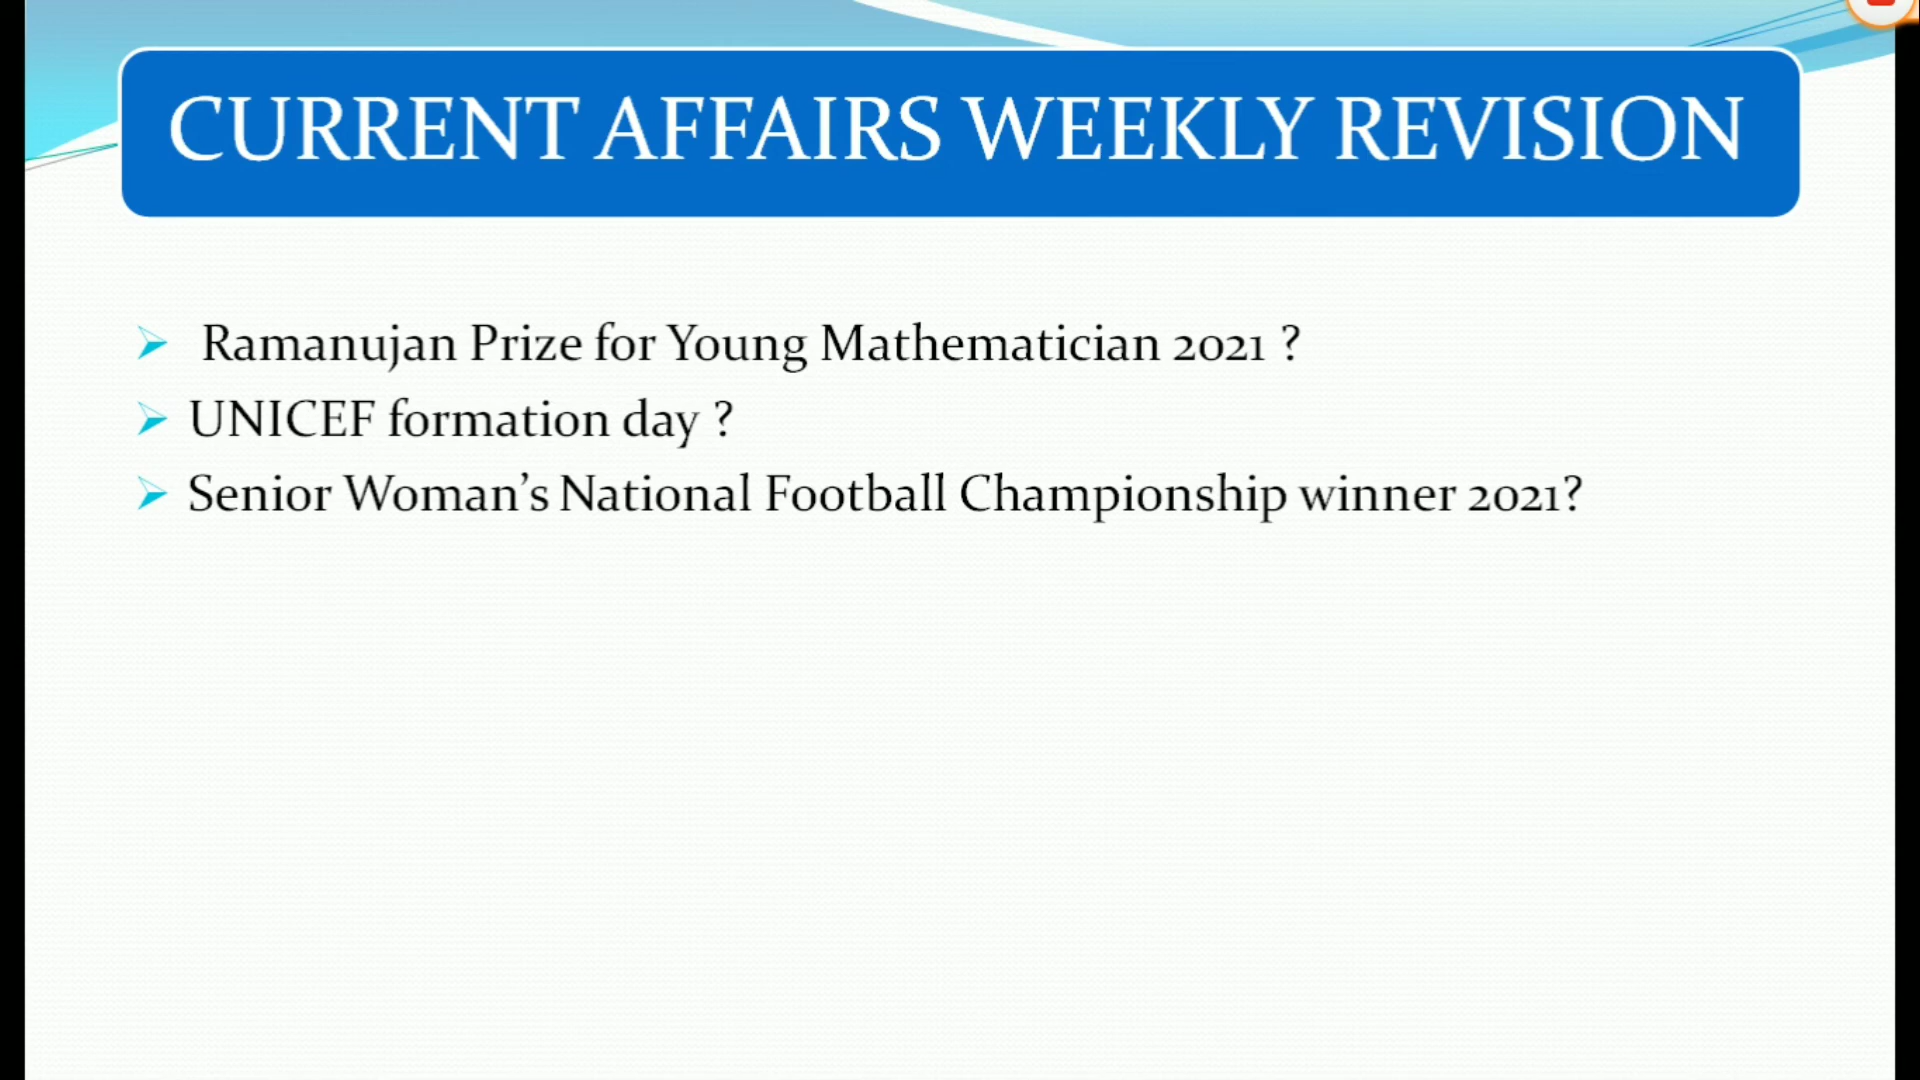 CURRENT AFFAIRS WEEKLY REVISION
Ramanujan Prize for Young Mathematician 2021 ?
UNICEF formation day ?
Senior Woman’s National Football Championship winner 2021?